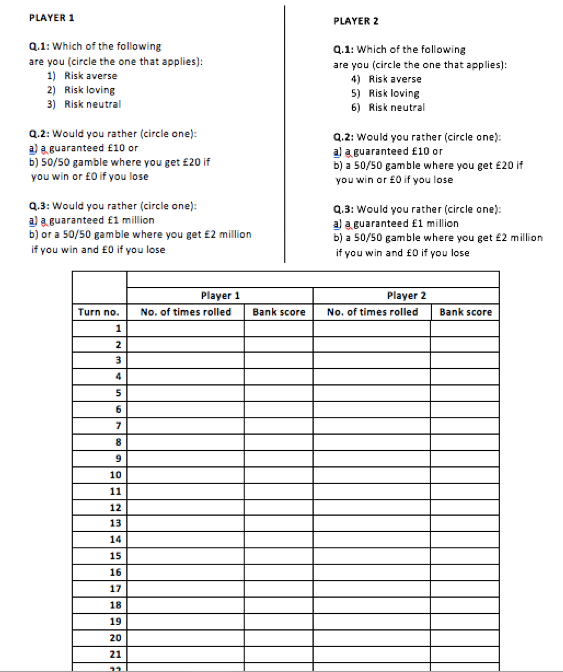 PLAYER 1
Q.1: Which of the following
are you (circle the one that applies):
1) Risk averse
2) Risk loving
3) Risk neutral
Q.2: Would you rather (circle one):
a) a guaranteed £10 or
b) 50/50 gamble where you get £20 if
you win or £0 if you lose
Q.3: Would you rather (circle one):
a) a guaranteed £1 million
b) or a 50/50 gamble where you get £2 million
if you win and £0 if you lose
PLAYER 2
Q.1: Which of the following
are you (circle the one that applies):
4) Risk averse
5) Risk loving
6) Risk neutral
Q.2: Would you rather (circle one):
a) a guaranteed £10 or
b) a 50/50 gamble where you get £20 if
you win or £0 if you lose
Q.3: Would you rather (circle one):
a) a guaranteed £1 million
b) a 50/50 gamble where you get £2 million
if you win and £0 if you lose
Player 1 Player 2
Turn no. No. of times rolled Bank score No. of times rolled Bank score
1
2
3
4
5
6
7
8
9
10
11
12
13
14
15
16
17
18
19
20
21